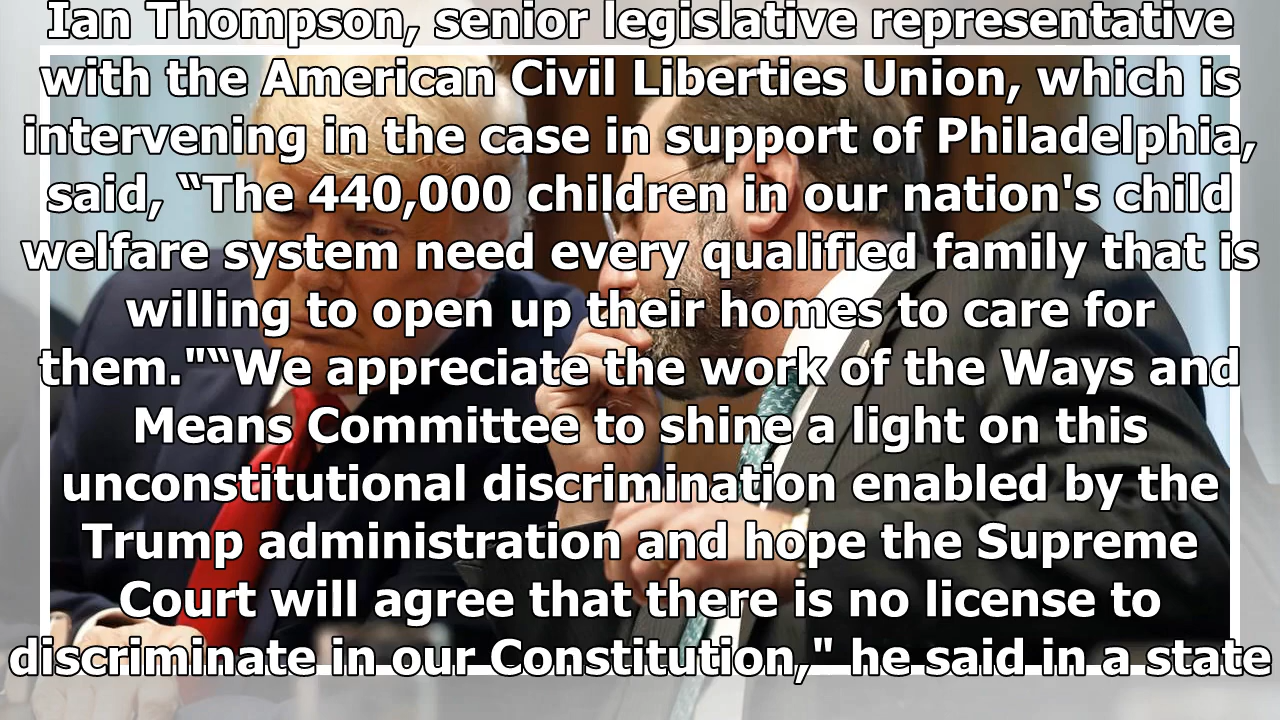 Ian Thompson, senior legislative representative
with the American Civil Liberties Union, which is
intervening in the case in support of Philadelphia,
said, “The 440,000 children in our nation's child
welfare system need every qualified family that is
willing to open up their homes to care for
them."“We appreciate the work of the Ways and
Means Committee to shine a light on this
unconstitutional discrimination enabled by the
Trump administration and hope the Supreme
Court will agree that there is no license to
discriminate in our Constitution," he said in a state